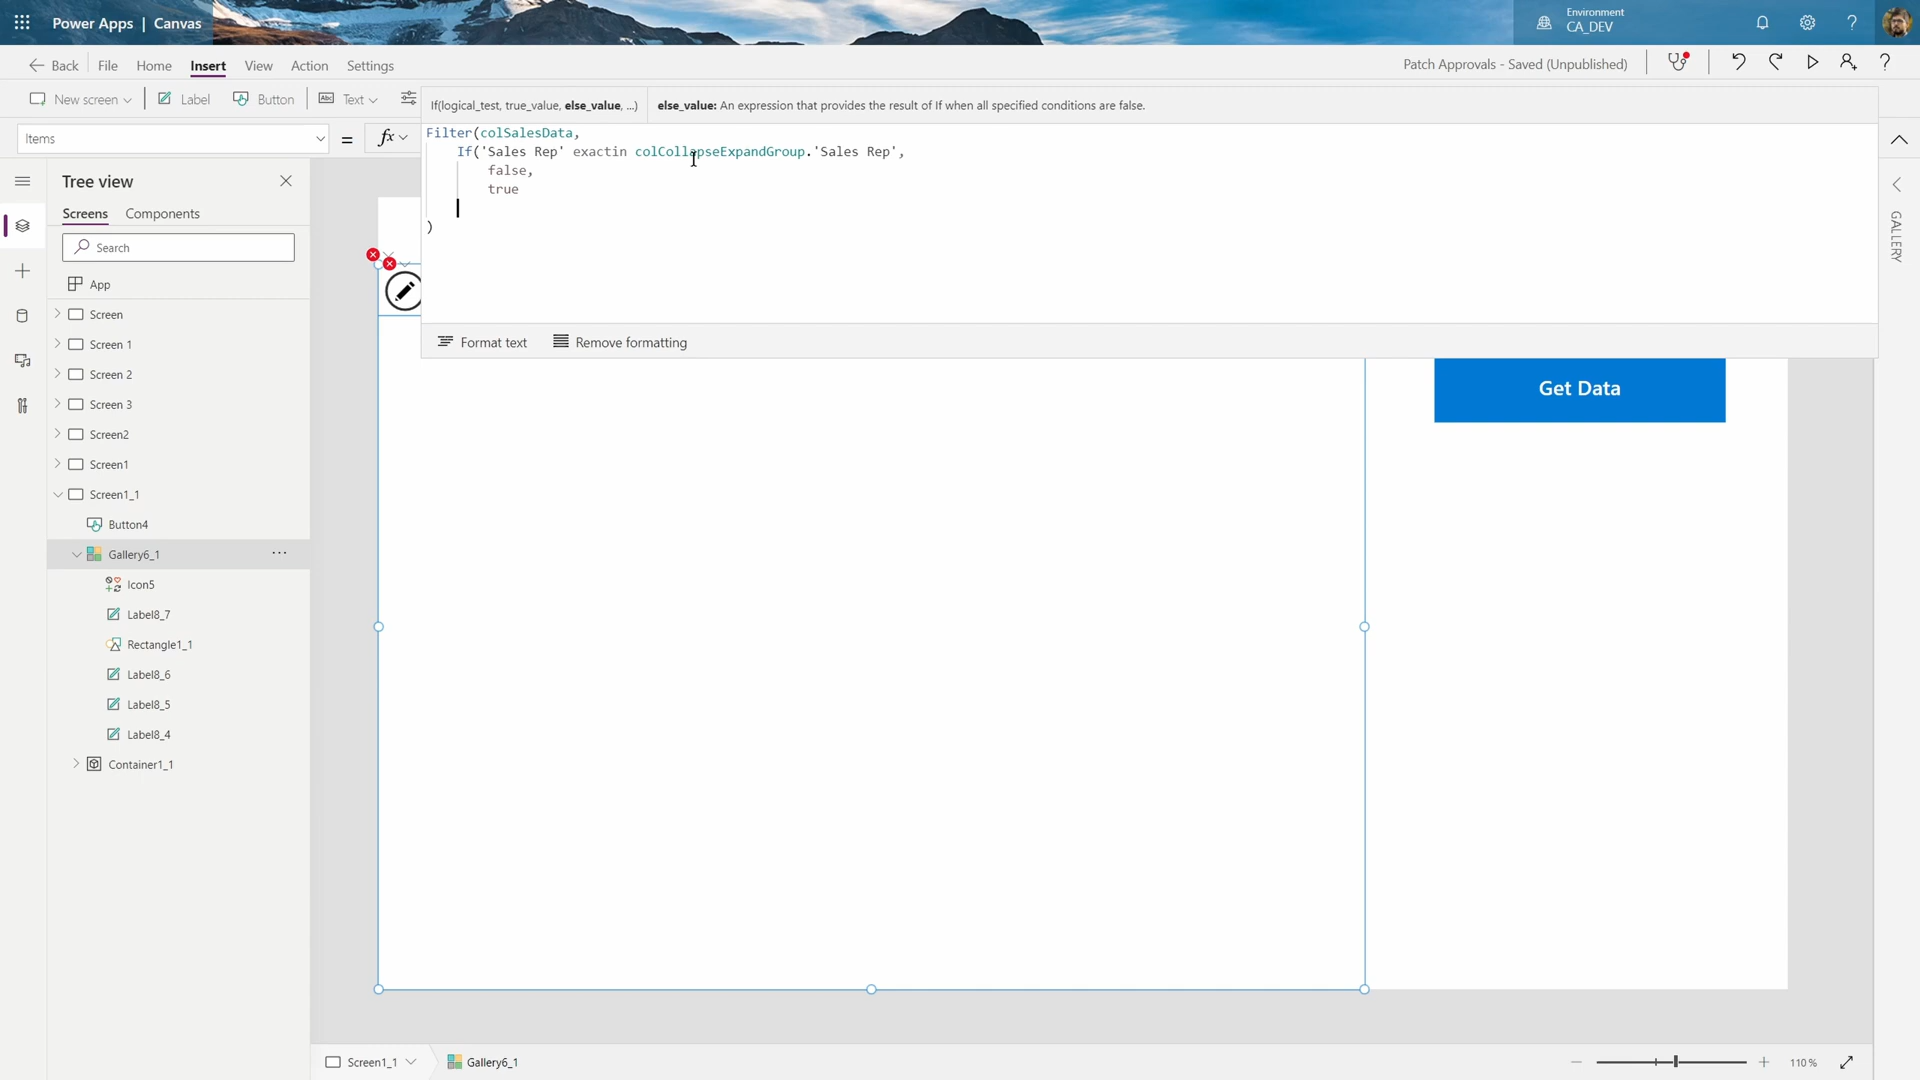 Power Apps | Canvas
Environment
CA_DEV
?
Back
File
Home
Insert
View
Action
Settings
Patch Approvals - Saved (Unpublished)
?
New screen
Label
Button
Abc
Text
If(logical_test, true_value, else_value, ...)
else_value: An expression that provides the result of If when all specified conditions are false.
Items
=
fx
Filter(colSalesData,
If('Sales Rep' exactin colCollapseExpandGroup.'Sales Rep',
false,
true
)
Format text
Remove formatting
Tree view
Screens
Components
Search
App
Screen
Screen 1
Screen 2
Screen 3
Screen2
Screen1
Screen1_1
Button4
Gallery6_1
...
Icon5
Label8_7
Rectangle1_1
Label8_6
Label8_5
Label8_4
Container1_1
Get Data
GALLERY
Screen1_1
Gallery6_1
110 %